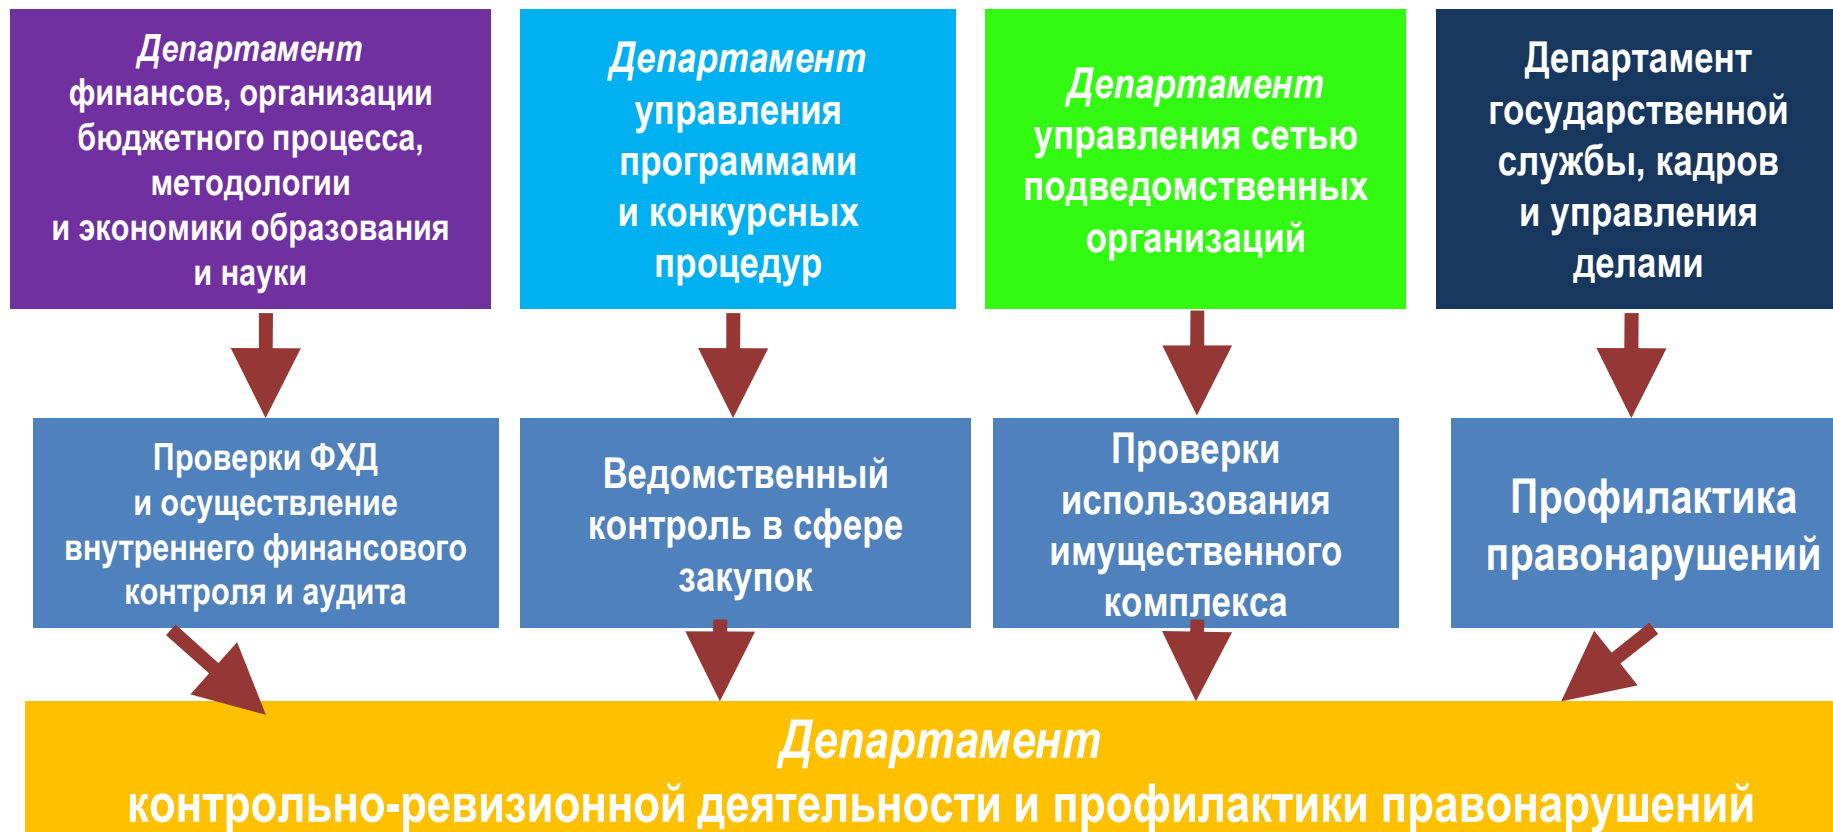 Департамент
финансов, организации
бюджетного процесса,
методологии
и экономики образования
и науки
Департамент
управления
программами
и конкурсных
процедур
Департамент
управления сетью
подведомственных
организаций
Департамент
государственной
службы, кадров
и управления
делами
Проверки ФХД
и осуществление
внутреннего финансового
контроля и аудита
Ведомственный
контроль в сфере
закупок
Проверки
использования
имущественного
комплекса
Профилактика
правонарушений
Департамент
контрольно-ревизионной деятельности и профилактики правонарушений